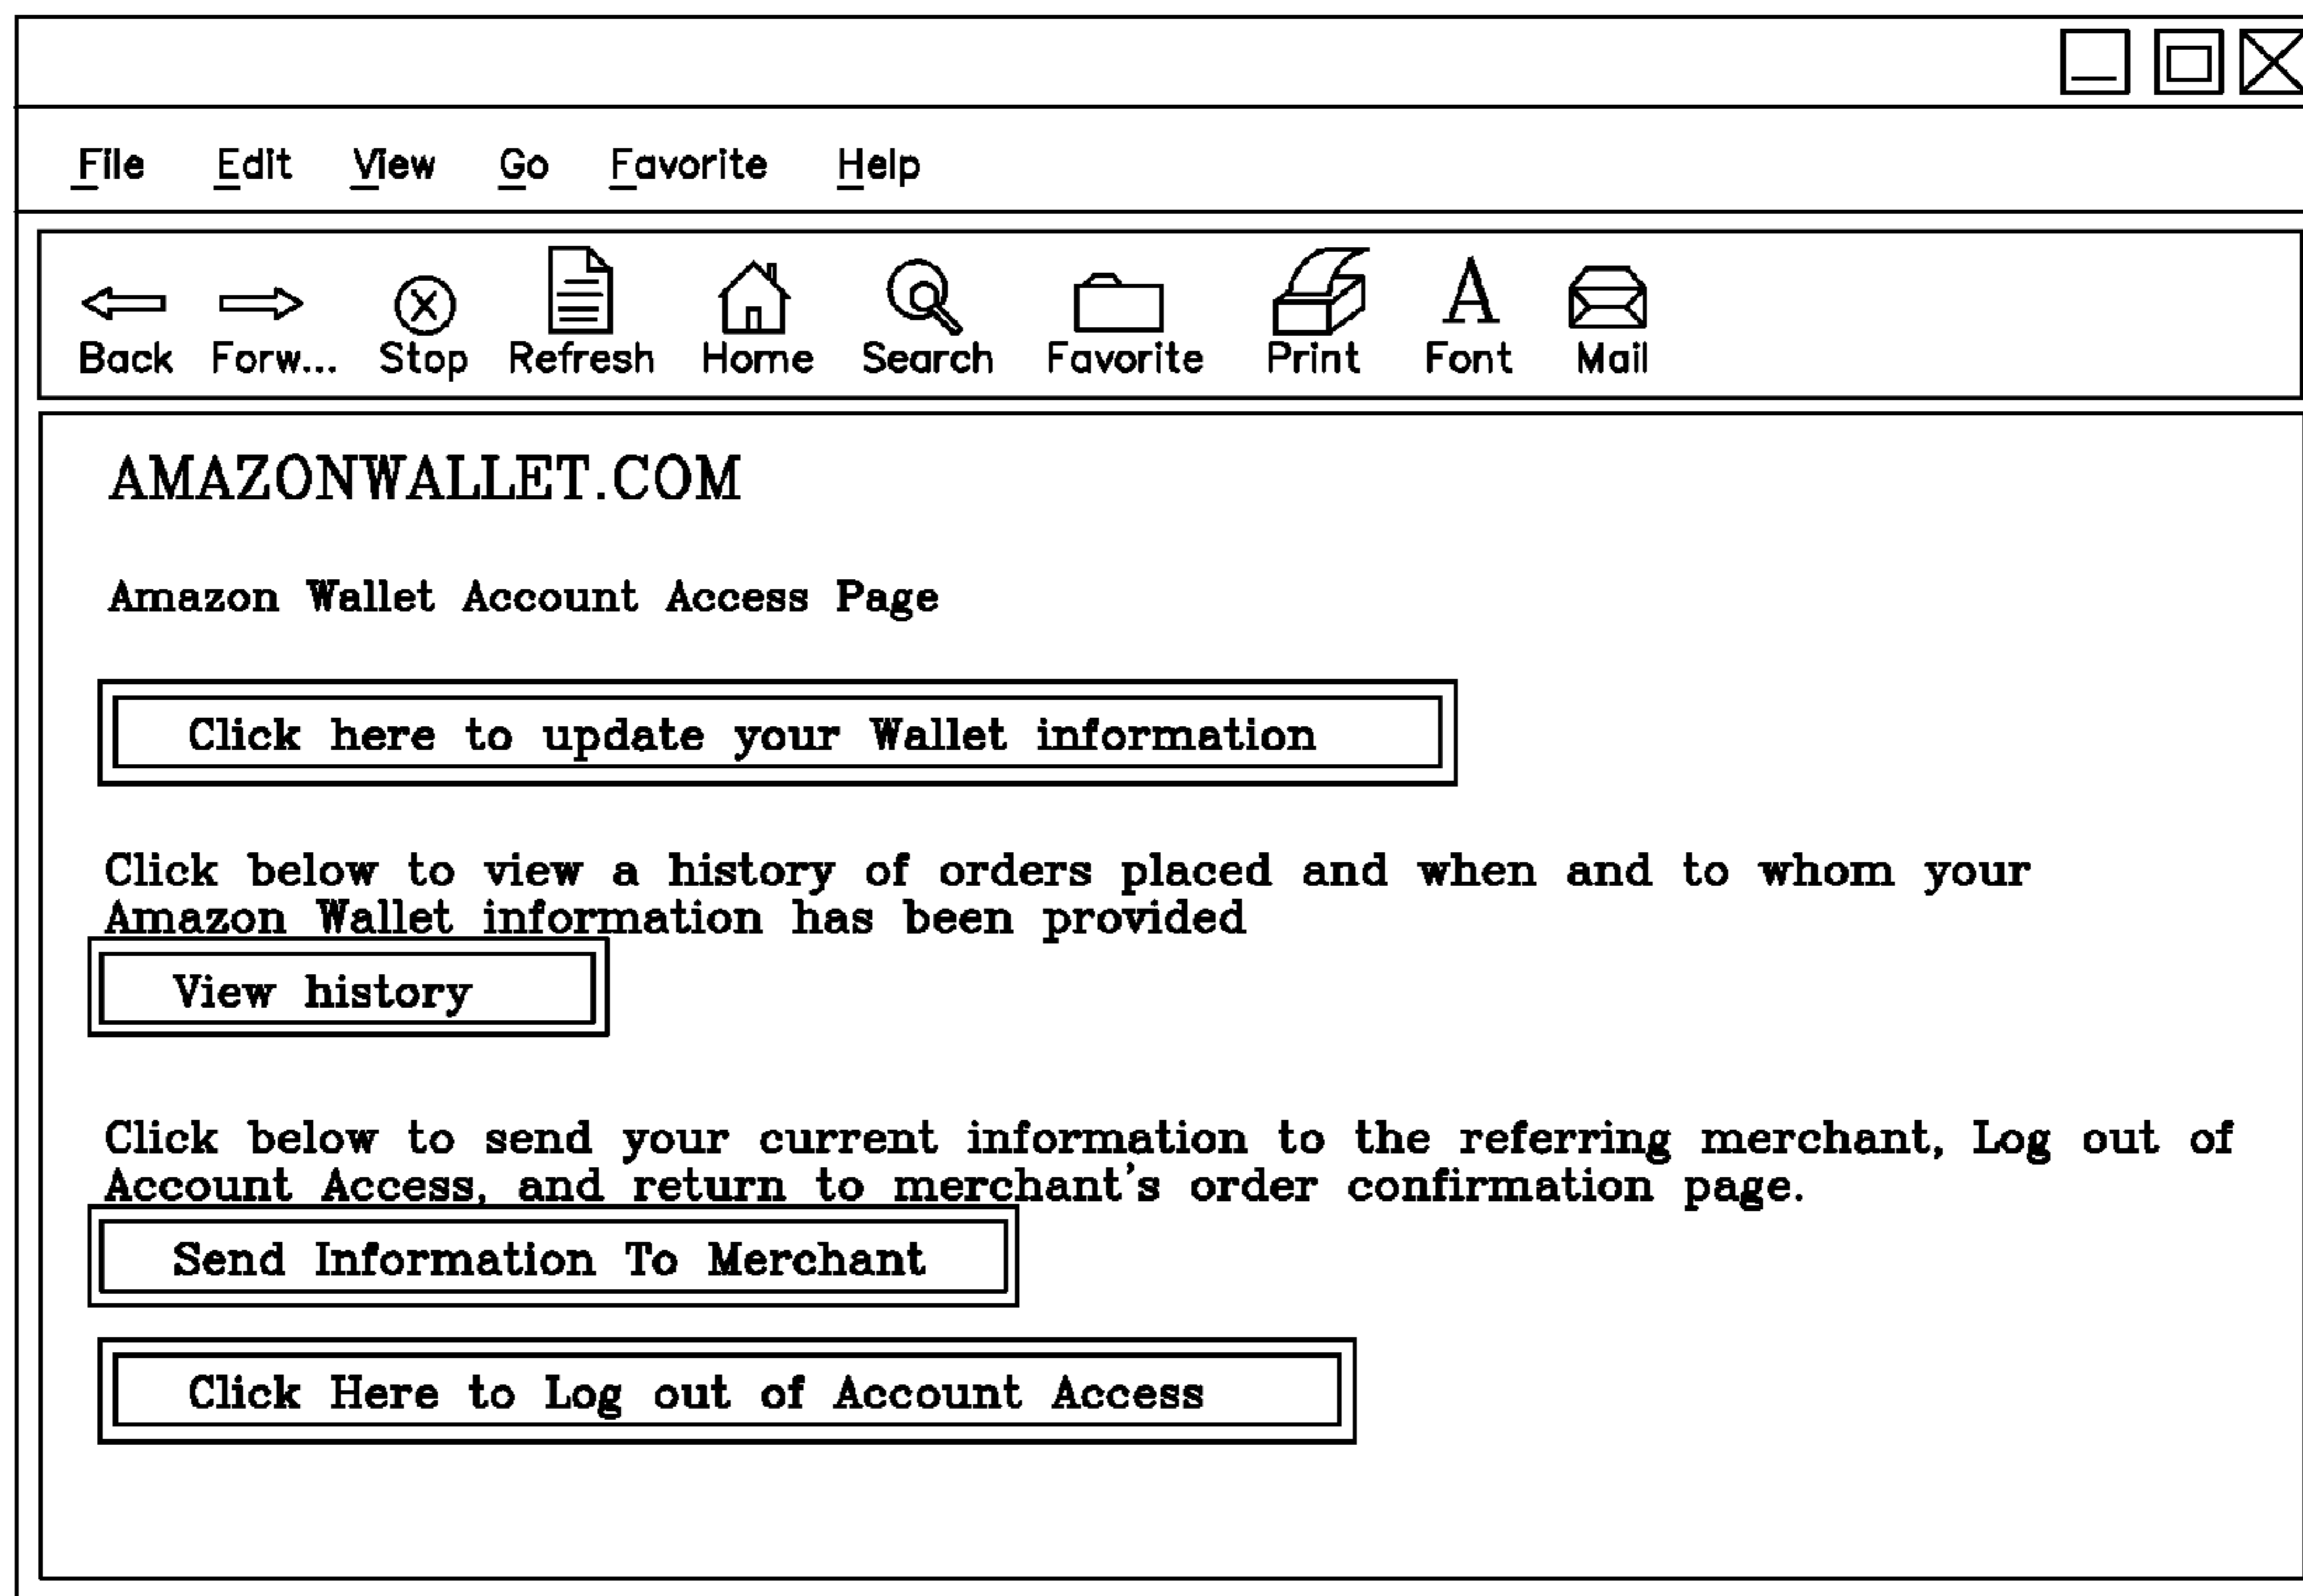 File Edit View Go Favorite Help
Back Forw... Stop Refresh Home Search Favorite Print Font Mail
AMAZONWALLET.COM
Amazon Wallet Account Access Page
Click here to update your Wallet information
Click below to view a history of orders placed and when and to whom your
Amazon Wallet information has been provided
View history
Click below to send your current information to the referring merchant, Log out of
Account Access, and return to merchant's order confirmation page.
Send Information To Merchant
Click Here to Log out of Account Access